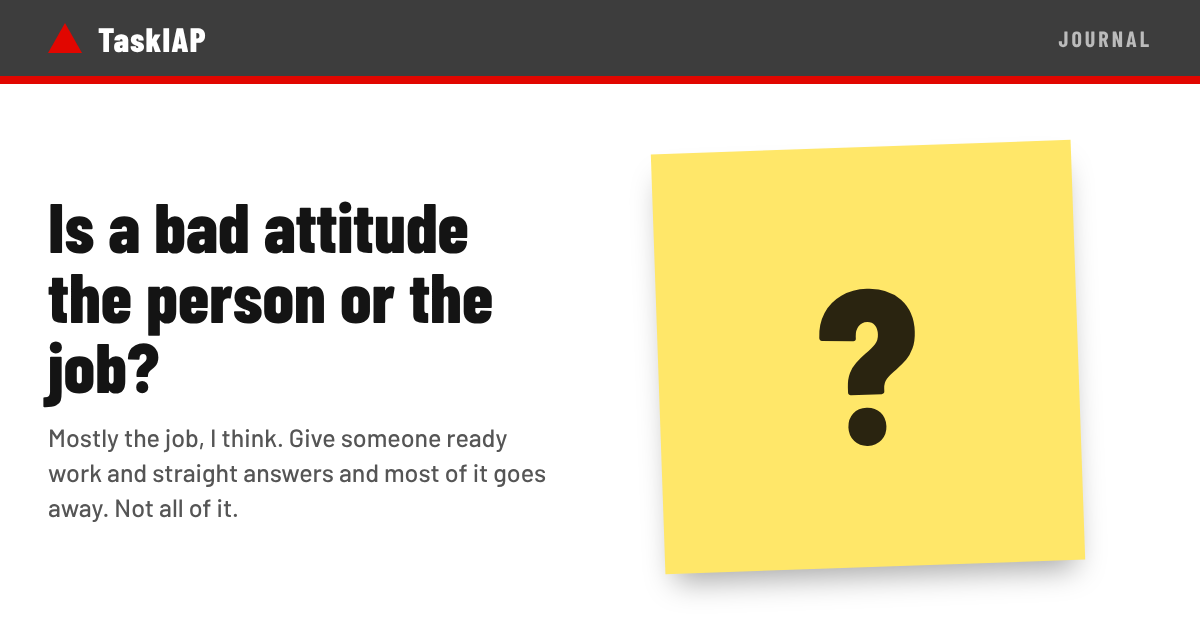 TaskIAP
JOURNAL
Is a bad attitude
the person or the
job?
Mostly the job, I think. Give someone ready
work and straight answers and most of it goes
away. Not all of it.
?